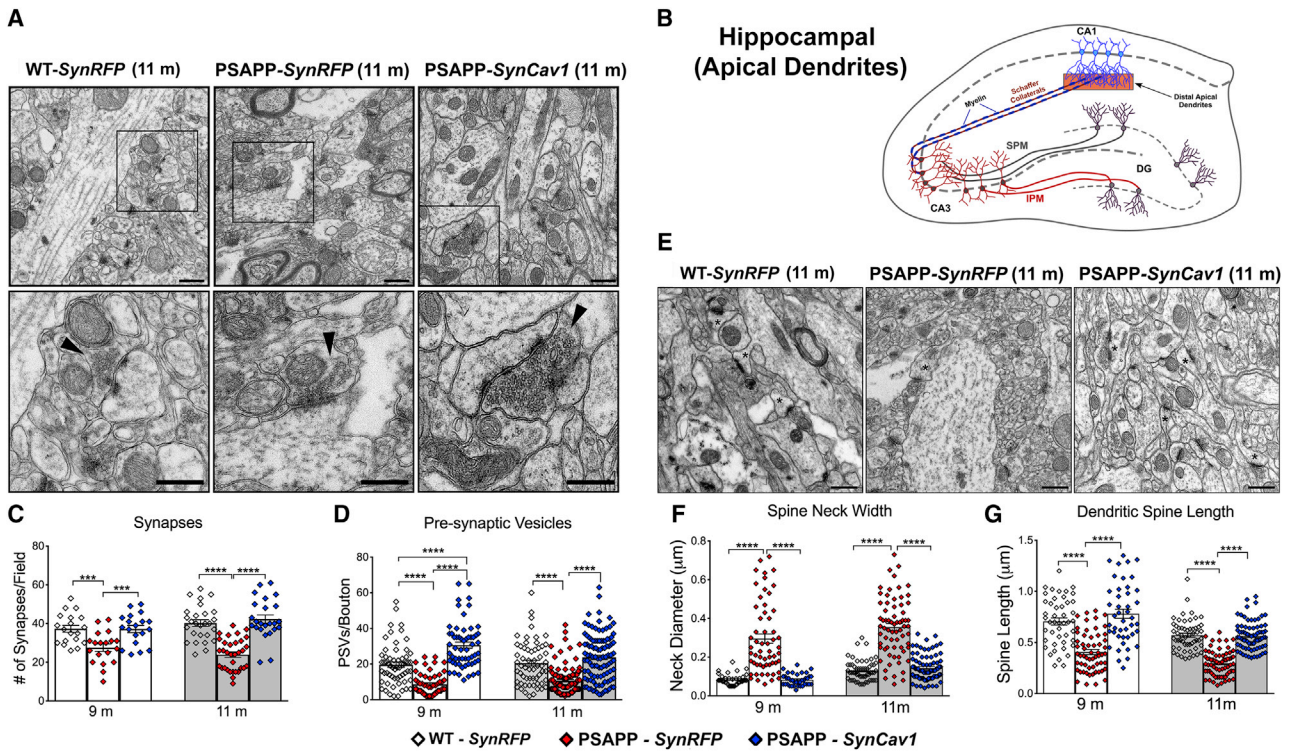 A
WT-SynRFP (11 m)
PSAPP-SynRFP (11 m)
PSAPP-SynCav1 (11 m)
B
Hippocampal
(Apical Dendrites)
CA1
Myelin
Schaffer
Collaterals
Distal Apical
Dendrites
SPM
DG
IPM
CA3
E
WT-SynRFP (11 m)
PSAPP-SynRFP (11 m)
PSAPP-SynCav1 (11 m)
* * *
*
* * * *
C
Synapses
# of Synapses/Field
80
60
40
20
0
*** ***
**** ****
9 m
11 m
D
Pre-synaptic Vesicles
PSVs/Bouton
80
60
40
20
0
****
**** ****
**** ****
9 m
11 m
F
Spine Neck Width
Neck Diameter (μm)
0.8
0.6
0.4
0.2
0.0
**** ****
**** ****
9 m
11m
G
Dendritic Spine Length
Spine Length (μm)
1.5
1.0
0.5
0.0
**** ****
**** ****
9 m
11m
WT - SynRFP
PSAPP - SynRFP
PSAPP - SynCav1